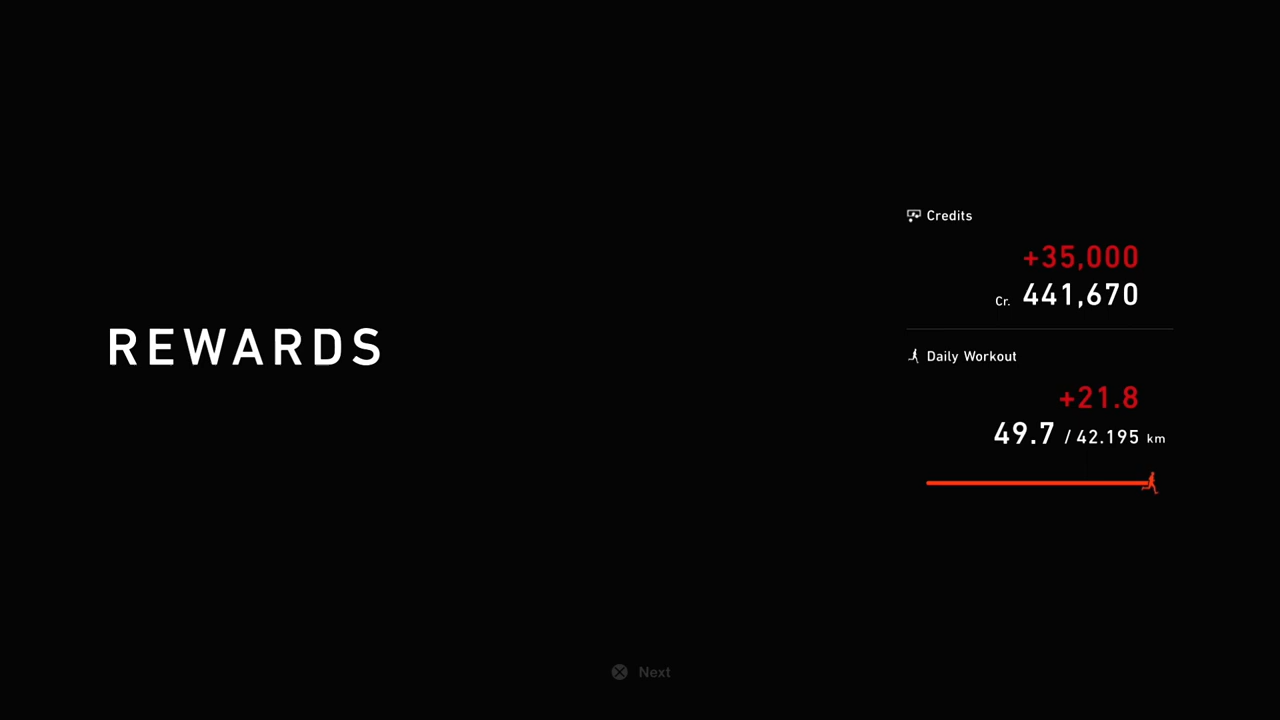 REWARDS
Credits
+35,000
Cr. 441,670
Daily Workout
+21.8
49.7 / 42.195 km
Next